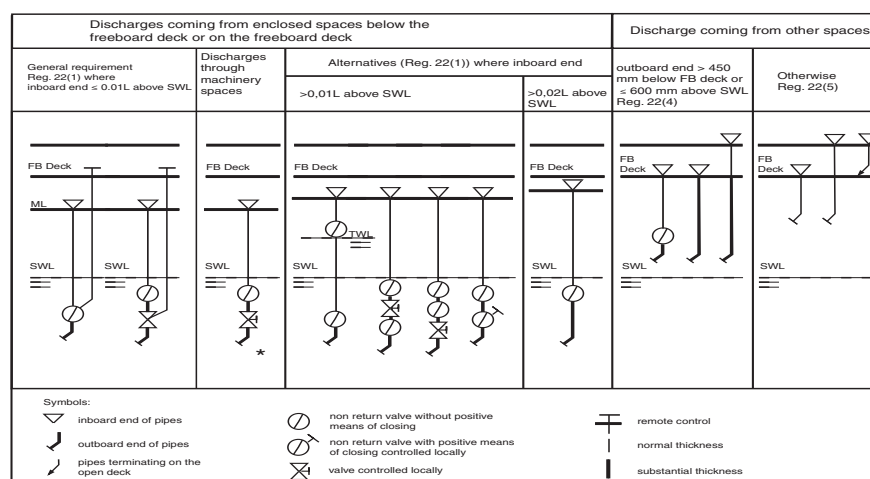 Discharges coming from enclosed spaces below the
freeboard deck or on the freeboard deck
Discharge coming from other spaces
General requirement
Reg. 22(1) where
inboard end ≤ 0.01L above SWL
Discharges
through
machinery
spaces
Alternatives (Reg. 22(1)) where inboard end
>0,01L above SWL
>0,02L above
SWL
outboard end > 450
mm below FB deck or
≤ 600 mm above SWL
Reg. 22(4)
Otherwise
Reg. 22(5)
FB Deck
FB Deck
FB Deck
FB Deck
FB
Deck
FB
Deck
ML
TWL
SWL
SWL
SWL
SWL
SWL
SWL
SWL
*
Symbols:
inboard end of pipes
outboard end of pipes
pipes terminating on the
open deck
non return valve without positive
means of closing
non return valve with positive means
of closing controlled locally
valve controlled locally
remote control
normal thickness
substantial thickness